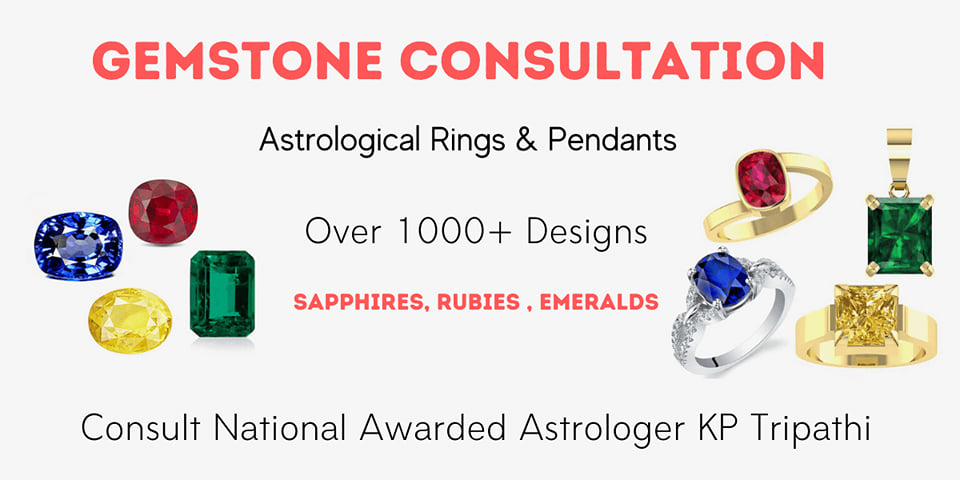 GEMSTONE CONSULTATION
Astrological Rings & Pendants
Over 1000+ Designs
SAPPHIRES, RUBIES , EMERALDS
Consult National Awarded Astrologer KP Tripathi